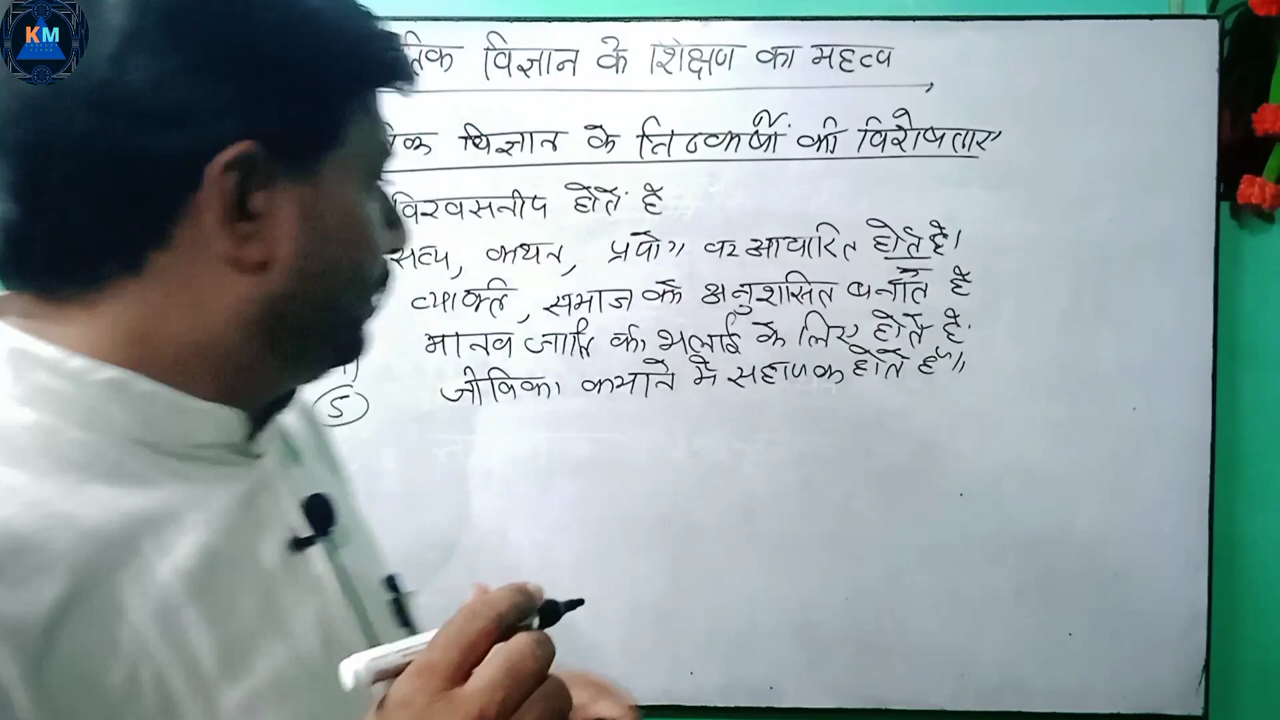 KM
तिक विज्ञान के शिक्षण का महत्व
िक विज्ञान के निष्कर्षों की विशेषताए
विश्वसनीय होतें है
सत्य, कथन, प्रयोग पर आधारित होते है।
व्यक्ति, समाज को अनुशसित बनाते है
मानव जाति की भलाई के लिए होते है.
5 जीविका कमाने में सहायक होते है।।